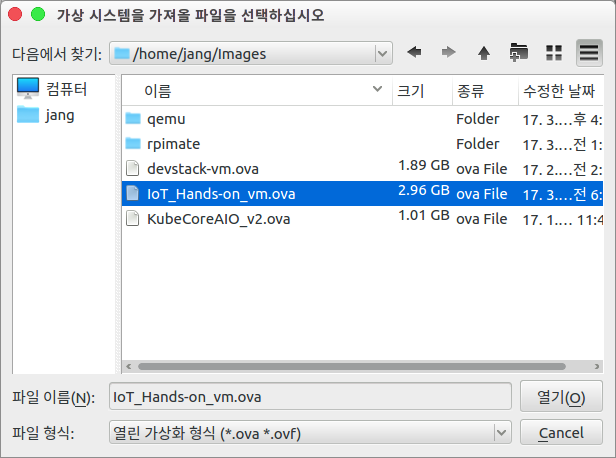 가상 시스템을 가져올 파일을 선택하십시오
다음에서 찾기: /home/jang/Images
컴퓨터
jang
이름 크기 종류 수정한 날짜
qemu Folder 17. 3.…후 4:
rpimate Folder 17. 3.…전 1:
devstack-vm.ova 1.89 GB ova File 17. 2.…전 2:
IoT_Hands-on_vm.ova 2.96 GB ova File 17. 3.…전 6:
KubeCoreAIO_v2.ova 1.01 GB ova File 17. 1.… 11:4
파일 이름(N): IoT_Hands-on_vm.ova 열기(O)
파일 형식: 열린 가상화 형식 (*.ova *.ovf) Cancel